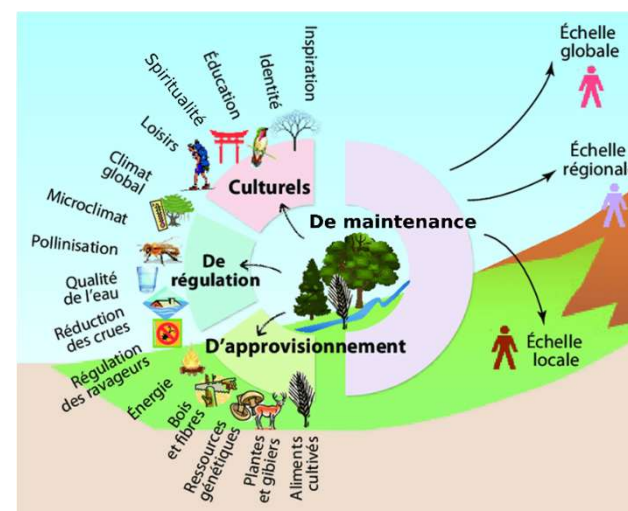 Inspiration
Identité
Éducation
Spiritualité
Loisirs
Climat
global
Microclimat
Pollinisation
Qualité
de l'eau
Réduction
des crues
Régulation
des ravageurs
Énergie
Bois
et fibres
Ressources
génétiques
Plantes
et gibiers
Aliments
cultivés
Culturels
De
régulation
D'approvisionnement
De maintenance
Échelle
globale
Échelle
régionale
Échelle
locale